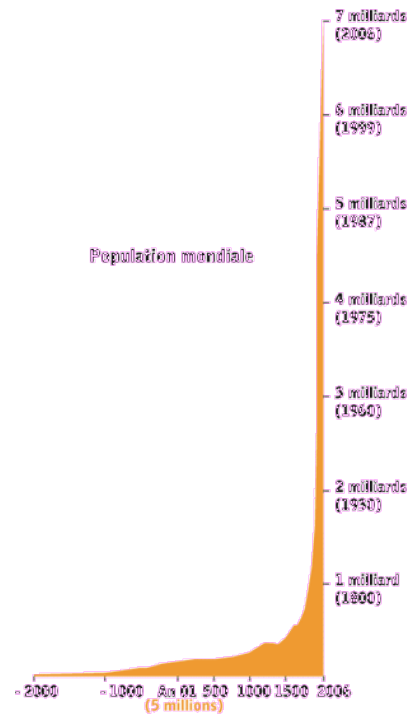 7 milliards
(2006)
6 milliards
(1999)
5 milliards
(1987)
Population mondiale
4 milliards
(1975)
3 milliards
(1960)
2 milliards
(1930)
1 milliard
(1800)
- 2000 - 1000 An 01 500 1000 1500 2006
(5 millions)